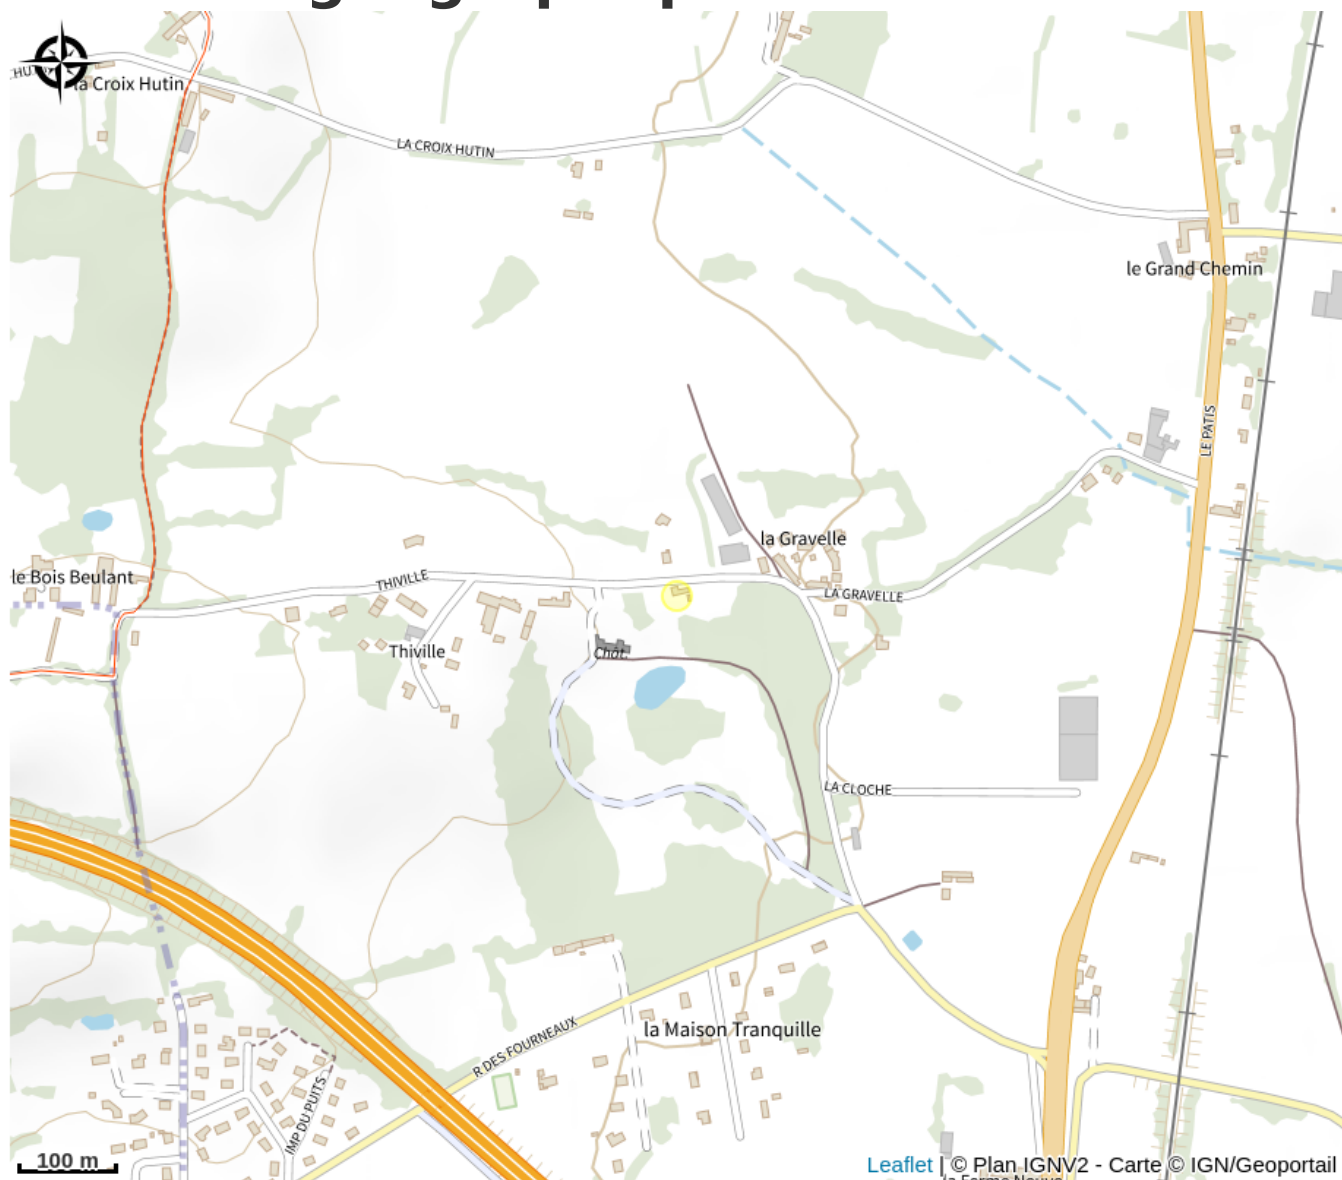 la Croix Hutin
LA CROIX HUTIN
le Grand Chemin
LE PATIS
la Gravelle
le Bois Beulant
THIVILLE
LA GRAVELLE
Thiville
Chât.
LA CLOCHE
la Maison Tranquille
R DES FOURNEAUX
IMP DU PUITS
100 m
Leaflet | © Plan IGNV2 - Carte © IGN/Geoportail